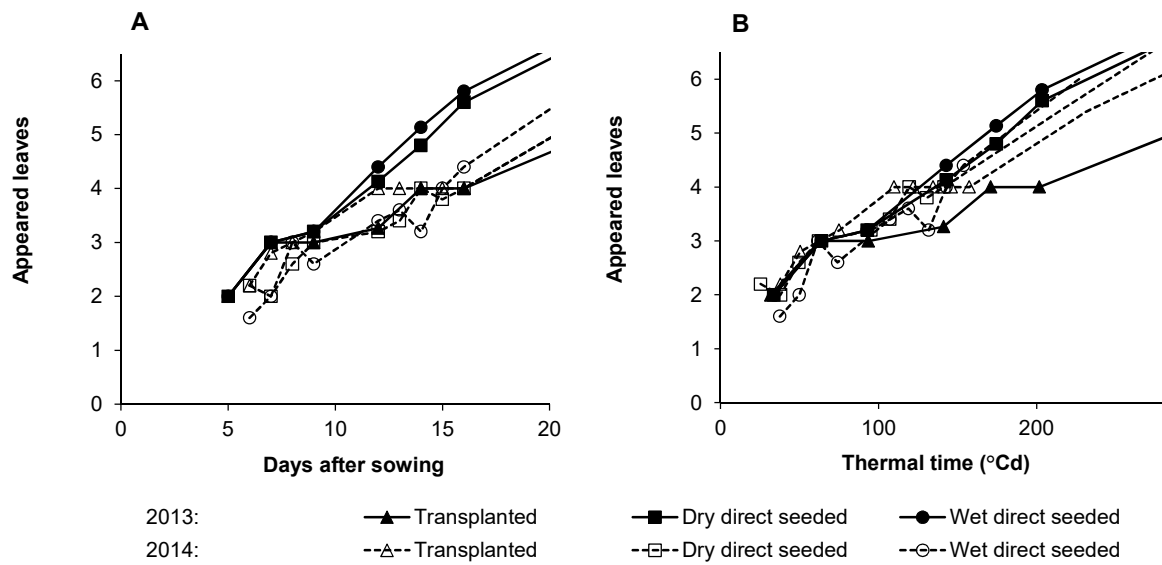 A
B
Appeared leaves
6
5
4
3
2
1
0
0 5 10 15 20
Days after sowing
Appeared leaves
6
5
4
3
2
1
0
0 100 200
Thermal time (°Cd)
2013: Transplanted Dry direct seeded Wet direct seeded
2014: Transplanted Dry direct seeded Wet direct seeded